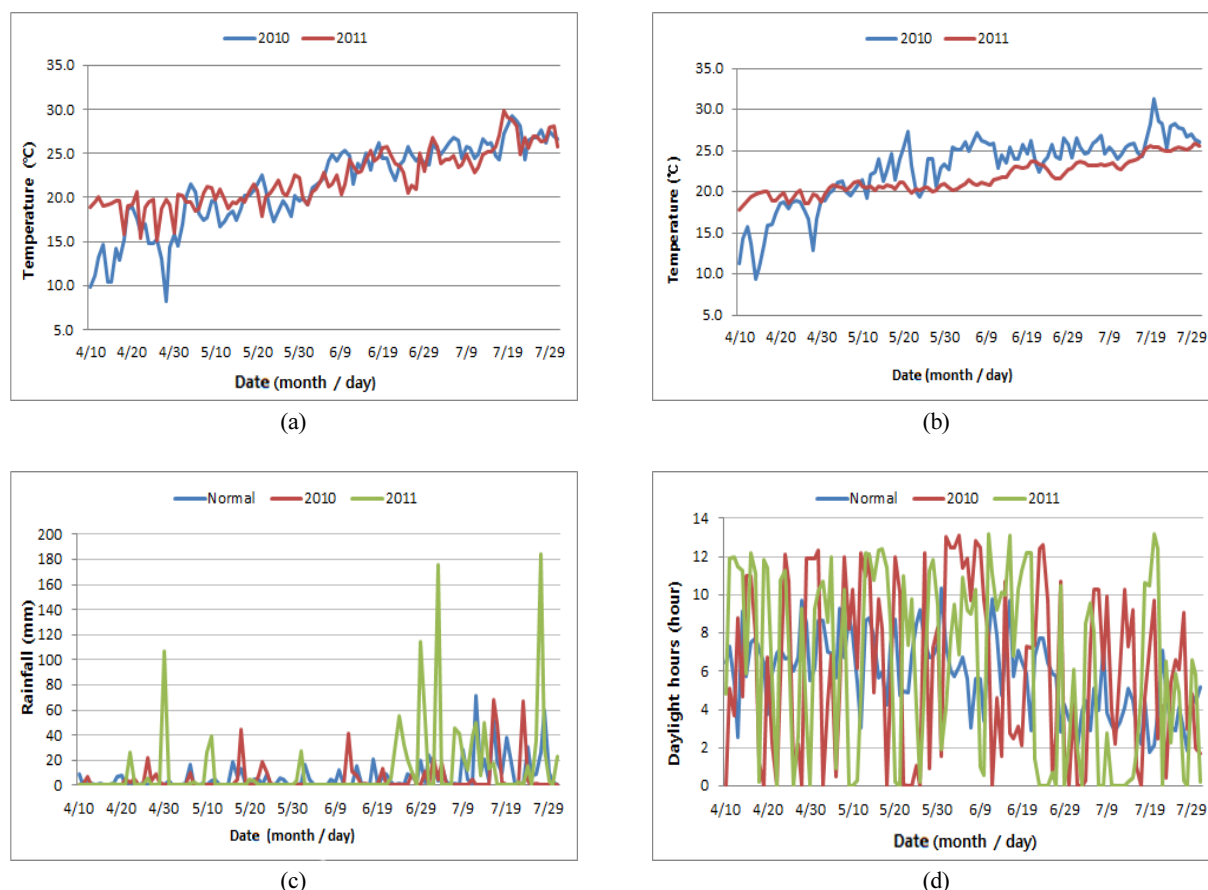 2010 2011
35.0
30.0
25.0
20.0
15.0
10.0
5.0
Temperature (℃)
4/10 4/20 4/30 5/10 5/20 5/30 6/9 6/19 6/29 7/9 7/19 7/29
Date (month / day)
(a)
2010 2011
35.0
30.0
25.0
20.0
15.0
10.0
5.0
Temperature (℃)
4/10 4/20 4/30 5/10 5/20 5/30 6/9 6/19 6/29 7/9 7/19 7/29
Date (month / day)
(b)
Normal 2010 2011
200
180
160
140
120
100
80
60
40
20
0
Rainfall (mm)
4/10 4/20 4/30 5/10 5/20 5/30 6/9 6/19 6/29 7/9 7/19 7/29
Date (month / day)
(c)
Normal 2010 2011
14
12
10
8
6
4
2
0
Daylight hours (hour)
4/10 4/20 4/30 5/10 5/20 5/30 6/9 6/19 6/29 7/9 7/19 7/29
Date (month / day)
(d)